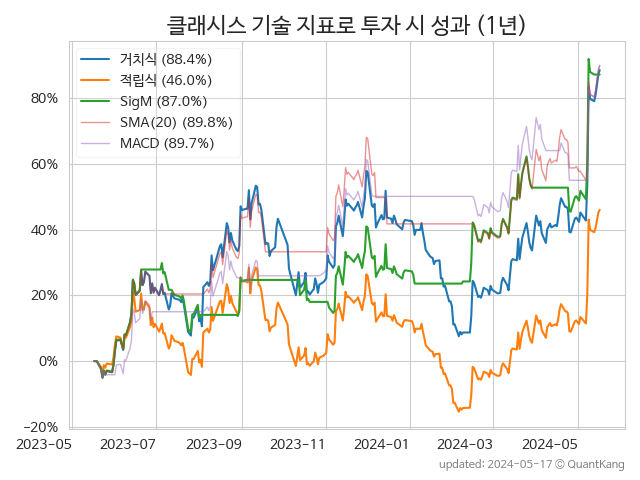 클래시스 기술 지표로 투자 시 성과 (1년)
거치식 (88.4%)
적립식 (46.0%)
SigM (87.0%)
SMA(20) (89.8%)
MACD (89.7%)
80%
60%
40%
20%
0%
−20%
2023−05 2023−07 2023−09 2023−11 2024−01 2024−03 2024−05
updated: 2024−05−17 © QuantKang